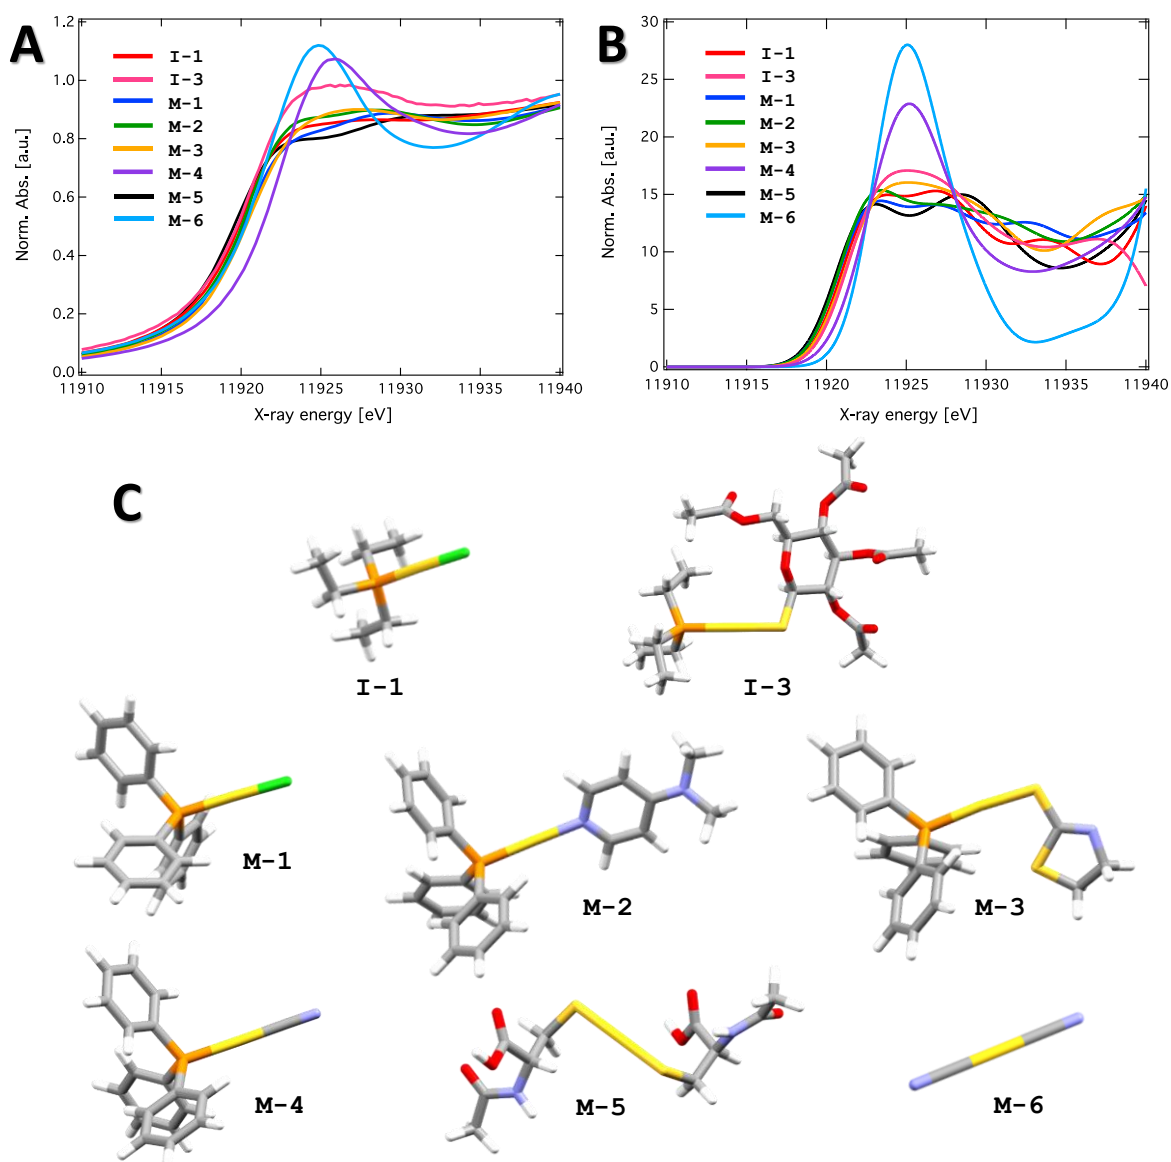 A
1.2
1.0
0.8
0.6
0.4
0.2
0.0
Norm. Abs. [a.u.]
I-1
I-3
M-1
M-2
M-3
M-4
M-5
M-6
11910
11915
11920
11925
11930
11935
11940
X-ray energy [eV]
B
30
25
20
15
10
5
0
Norm. Abs. [a.u.]
I-1
I-3
M-1
M-2
M-3
M-4
M-5
M-6
11910
11915
11920
11925
11930
11935
11940
X-ray energy [eV]
C
I-1
I-3
M-1
M-2
M-3
M-4
M-5
M-6